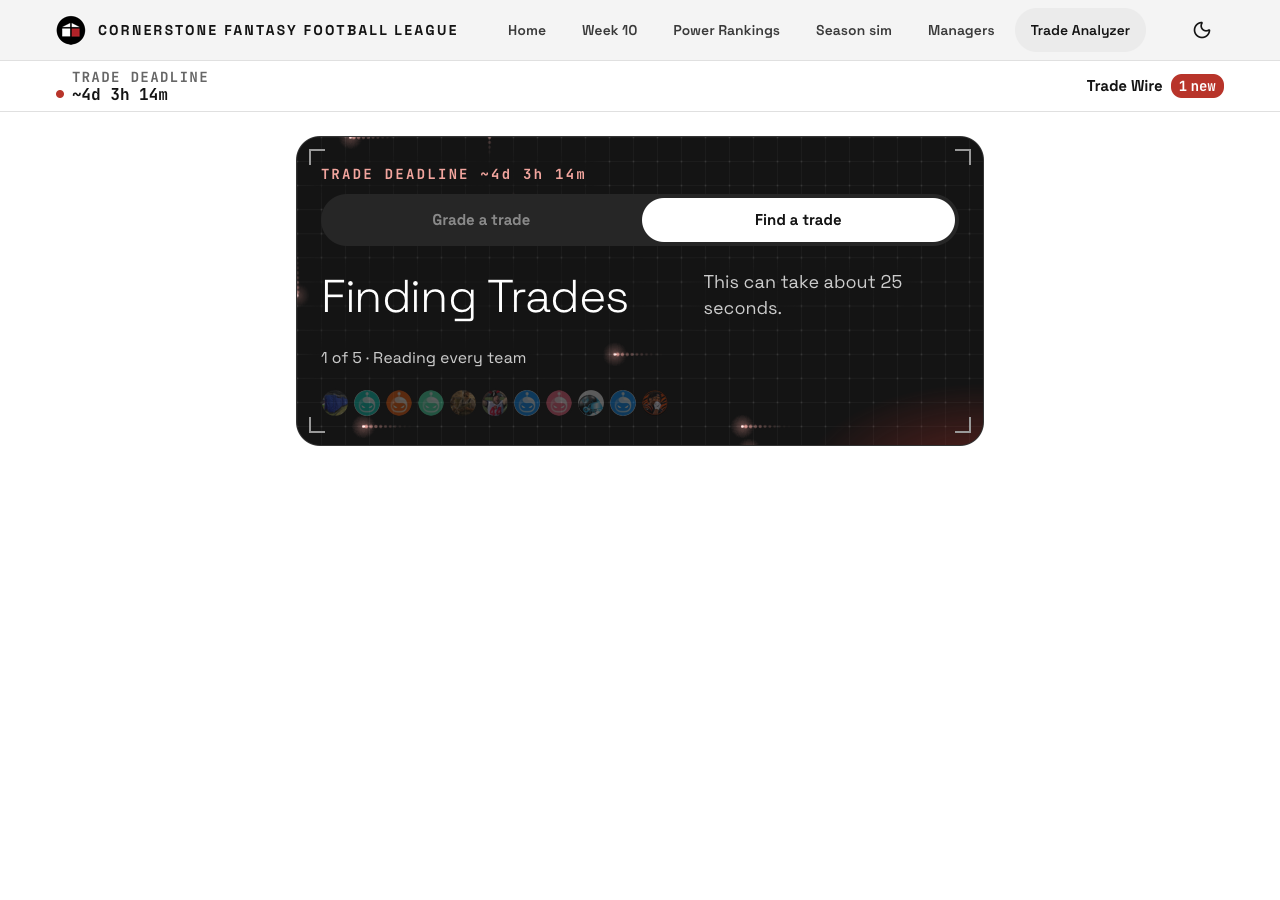 CORNERSTONE FANTASY FOOTBALL LEAGUE
Home
Week 10
Power Rankings
Season sim
Managers
Trade Analyzer
TRADE DEADLINE
~4d 3h 14m
Trade Wire
1 new
TRADE DEADLINE ~4d 3h 14m
Grade a trade
Find a trade
Finding Trades
This can take about 25
seconds.
1 of 5 · Reading every team